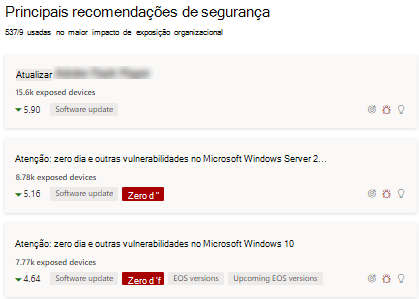 Principais recomendações de segurança
537/9 usadas no maior impacto de exposição organizacional
Atualizar
15.6k exposed devices
5.90 Software update
Atenção: zero dia e outras vulnerabilidades no Microsoft Windows Server 2...
8.78k exposed devices
5.16 Software update Zero d "
Atenção: zero dia e outras vulnerabilidades no Microsoft Windows 10
7.77k exposed devices
4.64 Software update Zero d 'f EOS versions Upcoming EOS versions